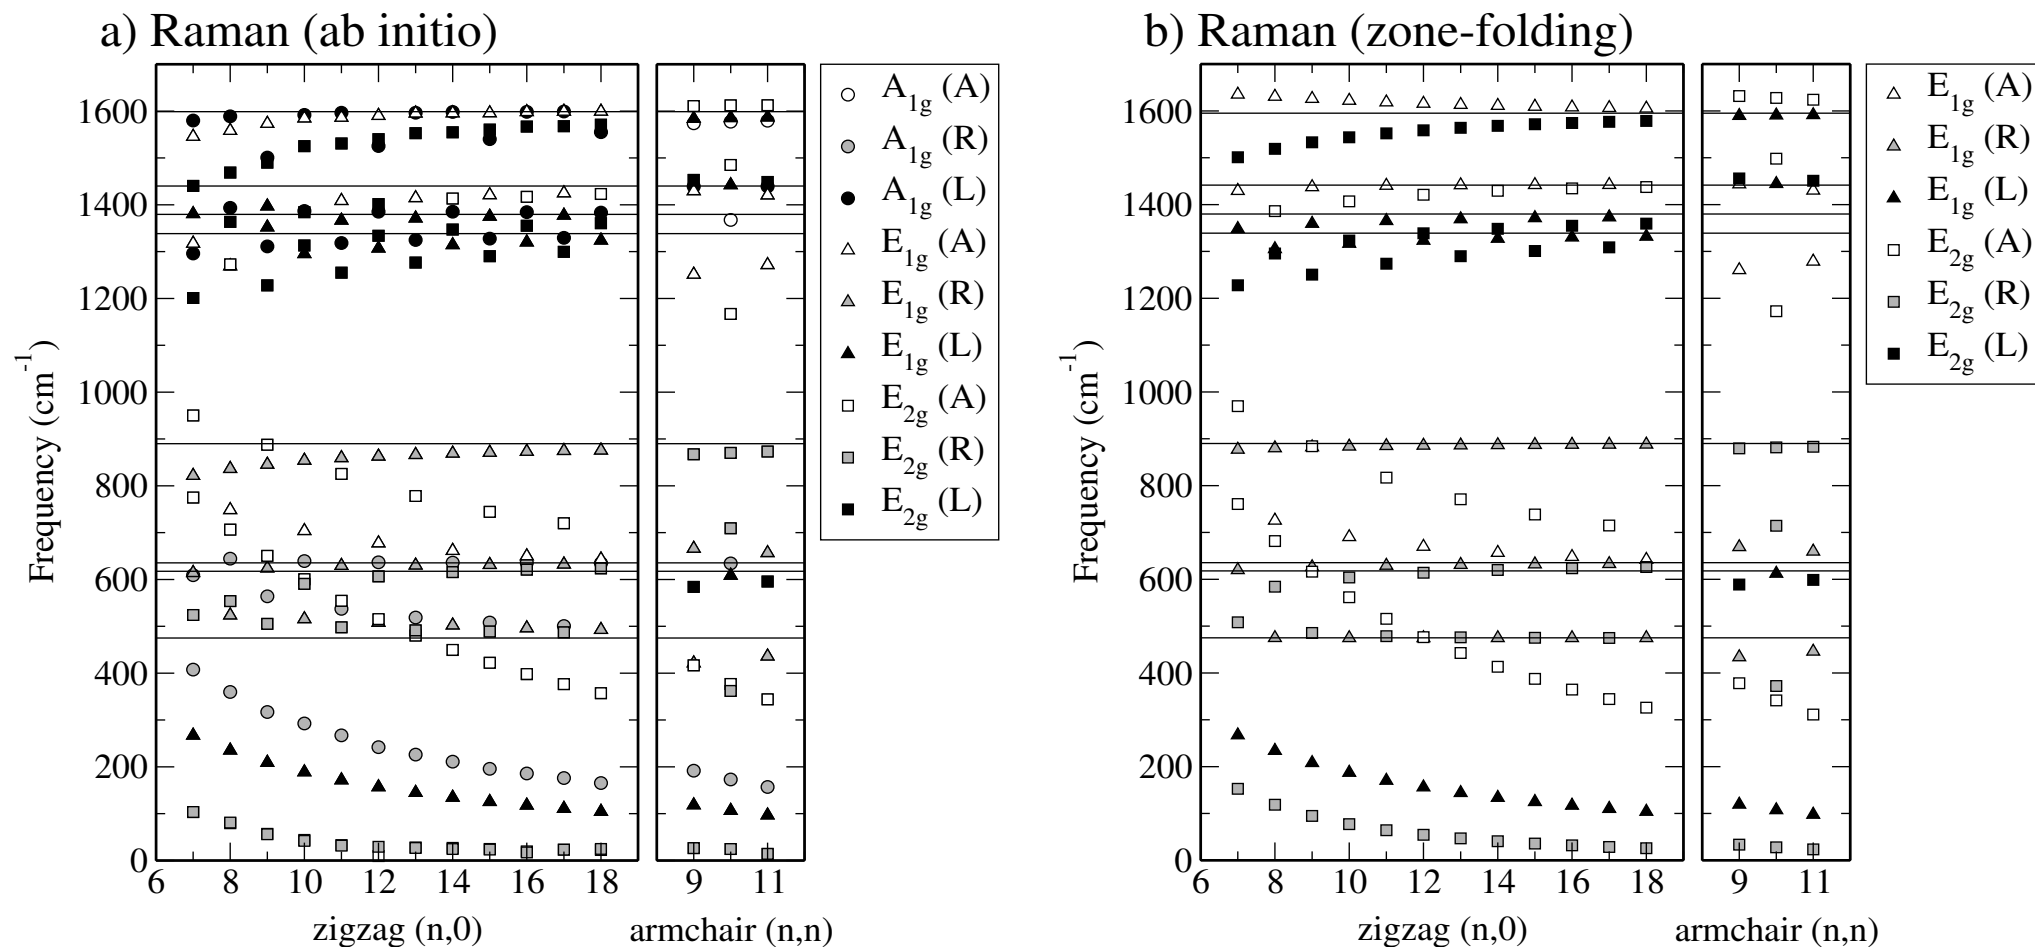 a) Raman (ab initio)
Frequency (cm-1)
1600
1400
1200
1000
800
600
400
200
0
6 8 10 12 14 16 18
9 11
zigzag (n,0)
armchair (n,n)
A1g (A)
A1g (R)
A1g (L)
E1g (A)
E1g (R)
E1g (L)
E2g (A)
E2g (R)
E2g (L)
b) Raman (zone-folding)
Frequency (cm-1)
1600
1400
1200
1000
800
600
400
200
0
6 8 10 12 14 16 18
9 11
zigzag (n,0)
armchair (n,n)
E1g (A)
E1g (R)
E1g (L)
E2g (A)
E2g (R)
E2g (L)